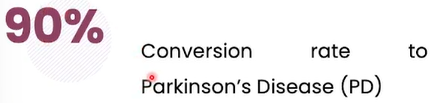 90%
Conversion rate to
Parkinson's Disease (PD)